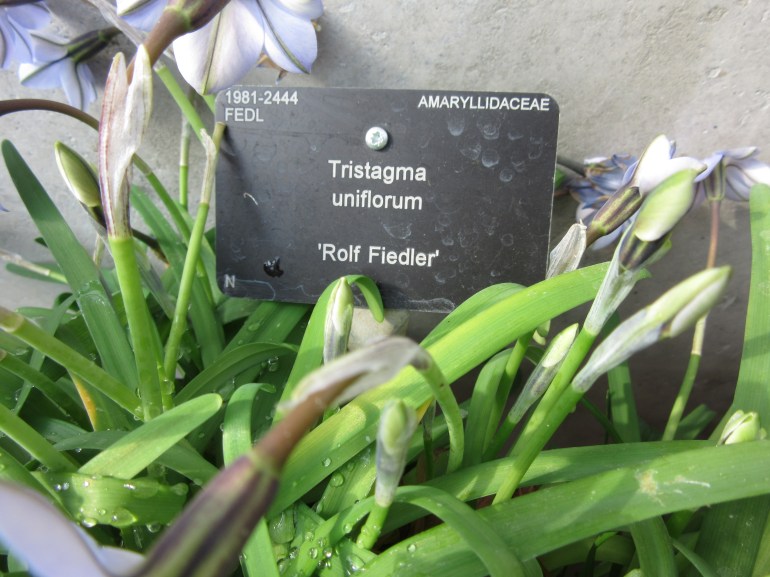 1981-2444 AMARYLLIDACEAE
FEDL
Tristagma
uniflorum
'Rolf Fiedler'
N